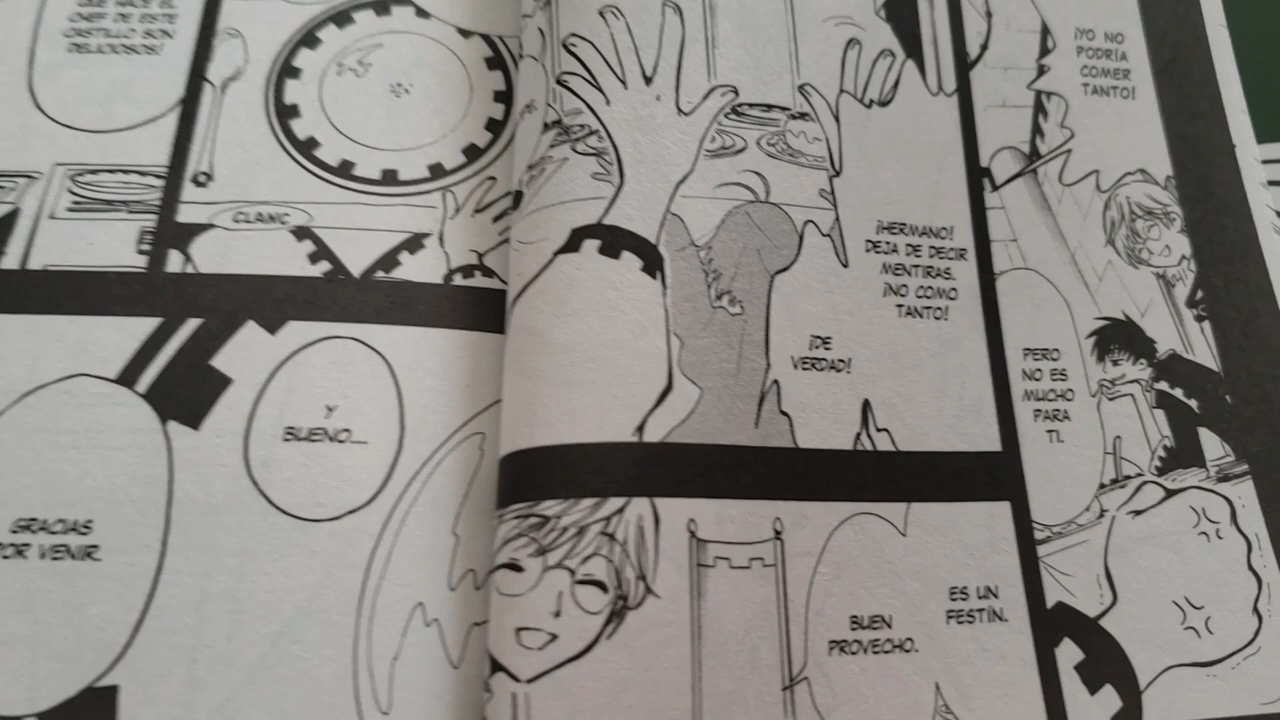 ¡YO NO
PODRÍA
COMER
TANTO!
PERO
NO ES
MUCHO
PARA
TI.
¡HERMANO!
DEJA DE DECIR
MENTIRAS.
¡NO COMO
TANTO!
¡DE
VERDAD!
ES UN
FESTÍN.
BUEN
PROVECHO.
CLANC
QUE HACE EL
CHEF DE ESTE
CASTILLO SON
DELICIOSOS!
Y
BUENO...
GRACIAS
POR VENIR.